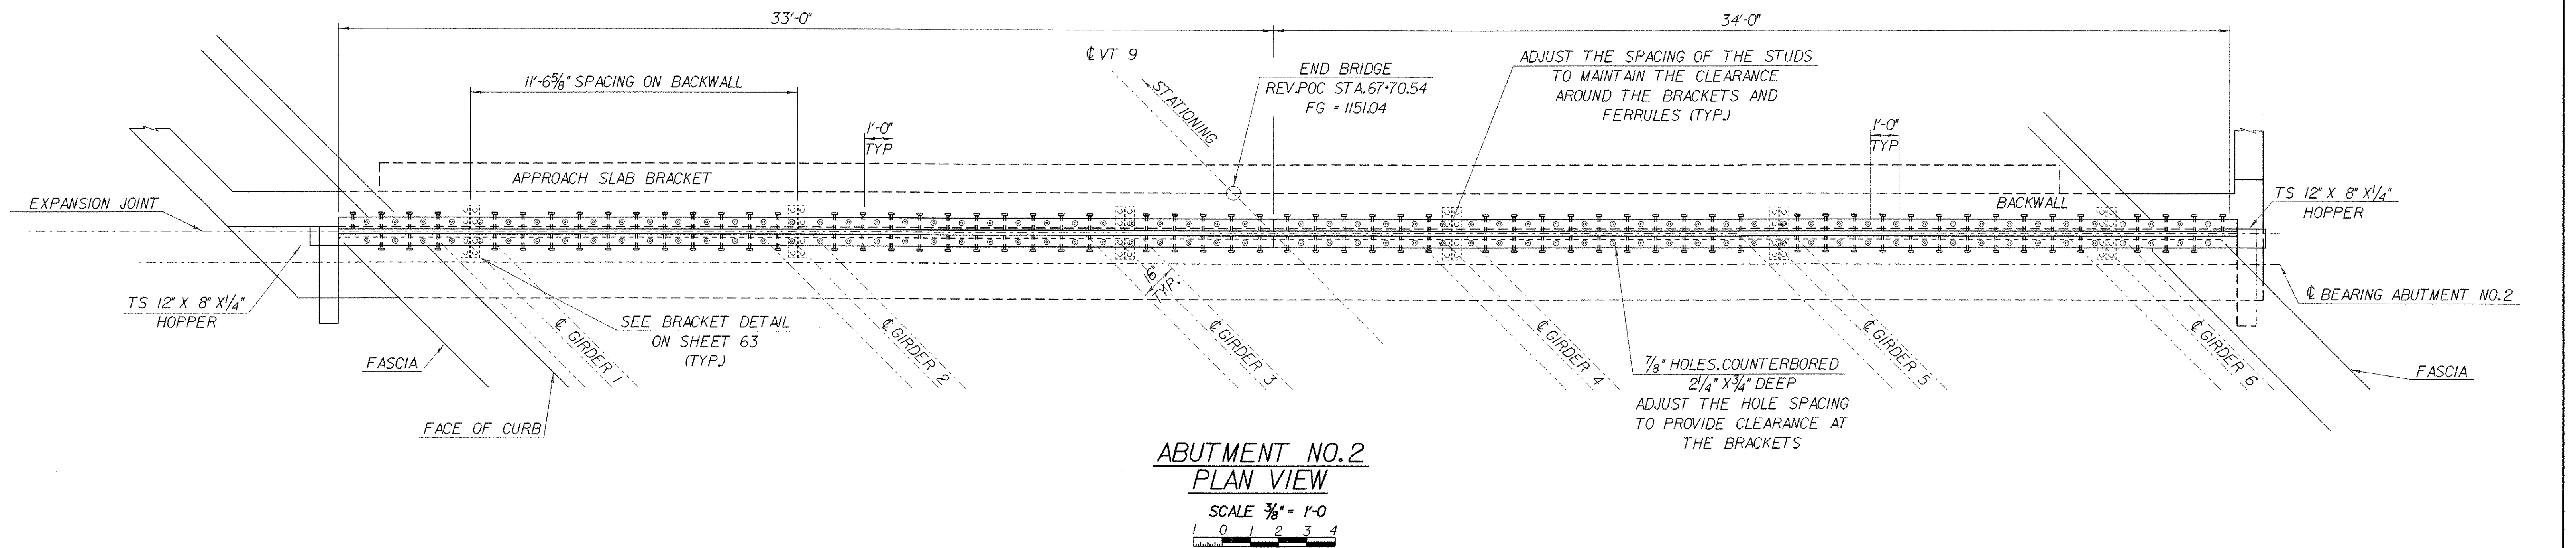 33'-0"
34'-0"
℄ VT 9
STATIONING
END BRIDGE
REV. POC STA. 67+70.54
FG = 1151.04
ADJUST THE SPACING OF THE STUDS
TO MAINTAIN THE CLEARANCE
AROUND THE BRACKETS AND
FERRULES (TYP.)
11'-6⅝" SPACING ON BACKWALL
1'-0"
TYP
1'-0"
TYP
APPROACH SLAB BRACKET
EXPANSION JOINT
BACKWALL
TS 12" X 8" X 1/4"
HOPPER
TS 12" X 8" X 1/4"
HOPPER
6"
TYP.
℄ BEARING ABUTMENT NO. 2
SEE BRACKET DETAIL
ON SHEET 63
(TYP.)
FASCIA
FACE OF CURB
℄ GIRDER 1
℄ GIRDER 2
℄ GIRDER 3
℄ GIRDER 4
℄ GIRDER 5
℄ GIRDER 6
⅞" HOLES, COUNTERBORED
2¼" X ¾" DEEP
ADJUST THE HOLE SPACING
TO PROVIDE CLEARANCE AT
THE BRACKETS
FASCIA
ABUTMENT NO. 2
PLAN VIEW
SCALE ⅜" = 1'-0
1 0 1 2 3 4